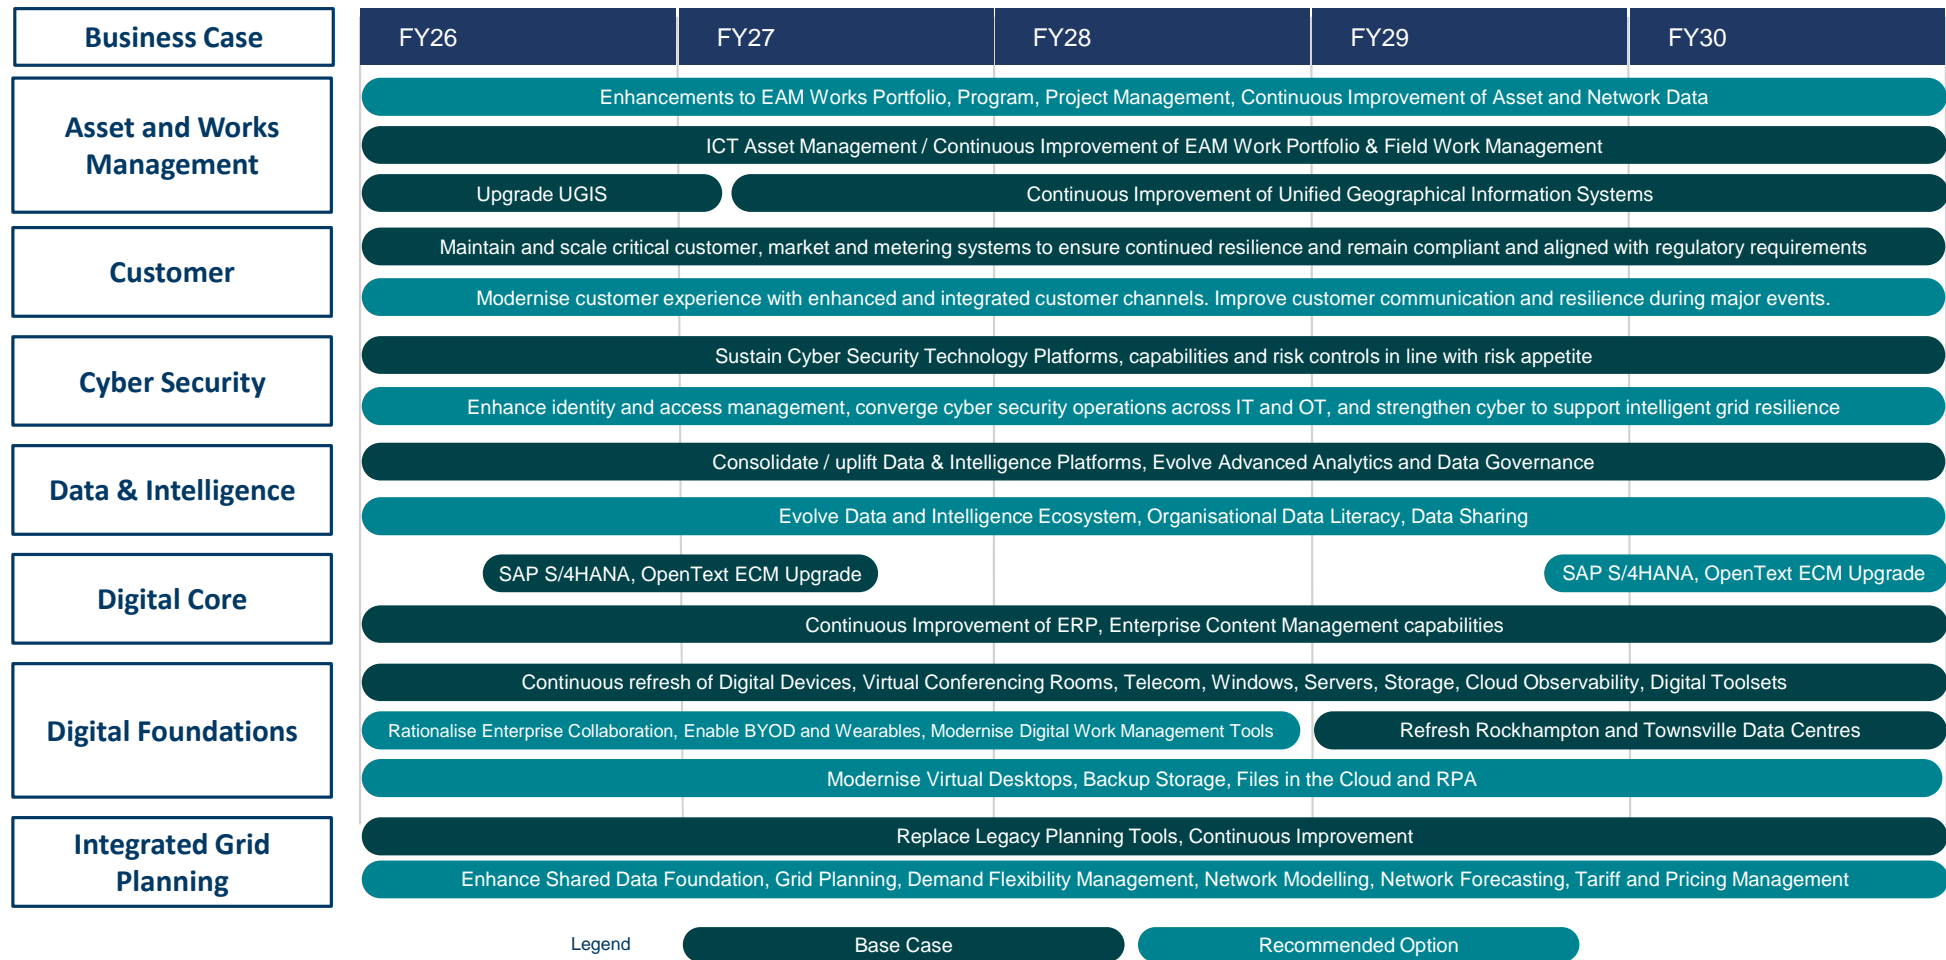 Business Case
FY26
FY27
FY28
FY29
FY30
Asset and Works
Management
Enhancements to EAM Works Portfolio, Program, Project Management, Continuous Improvement of Asset and Network Data
ICT Asset Management / Continuous Improvement of EAM Work Portfolio & Field Work Management
Upgrade UGIS
Continuous Improvement of Unified Geographical Information Systems
Customer
Maintain and scale critical customer, market and metering systems to ensure continued resilience and remain compliant and aligned with regulatory requirements
Modernise customer experience with enhanced and integrated customer channels. Improve customer communication and resilience during major events.
Cyber Security
Sustain Cyber Security Technology Platforms, capabilities and risk controls in line with risk appetite
Enhance identity and access management, converge cyber security operations across IT and OT, and strengthen cyber to support intelligent grid resilience
Data & Intelligence
Consolidate / uplift Data & Intelligence Platforms, Evolve Advanced Analytics and Data Governance
Evolve Data and Intelligence Ecosystem, Organisational Data Literacy, Data Sharing
Digital Core
SAP S/4HANA, OpenText ECM Upgrade
SAP S/4HANA, OpenText ECM Upgrade
Continuous Improvement of ERP, Enterprise Content Management capabilities
Digital Foundations
Continuous refresh of Digital Devices, Virtual Conferencing Rooms, Telecom, Windows, Servers, Storage, Cloud Observability, Digital Toolsets
Rationalise Enterprise Collaboration, Enable BYOD and Wearables, Modernise Digital Work Management Tools
Refresh Rockhampton and Townsville Data Centres
Modernise Virtual Desktops, Backup Storage, Files in the Cloud and RPA
Integrated Grid
Planning
Replace Legacy Planning Tools, Continuous Improvement
Enhance Shared Data Foundation, Grid Planning, Demand Flexibility Management, Network Modelling, Network Forecasting, Tariff and Pricing Management
Legend
Base Case
Recommended Option